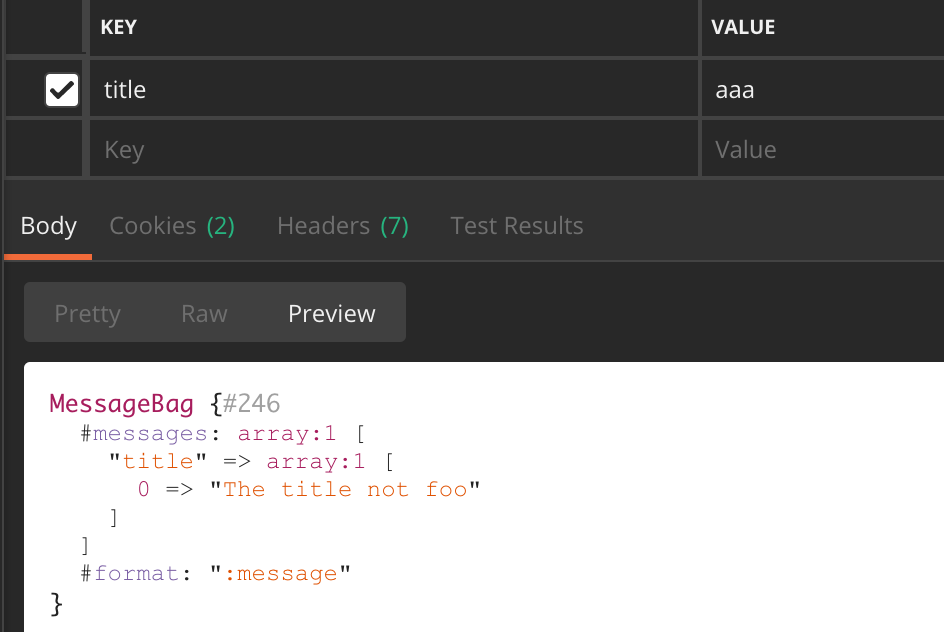 KEY VALUE
title aaa
Key Value
Body Cookies (2) Headers (7) Test Results
Pretty Raw Preview
MessageBag {#246
#messages: array:1 [
"title" => array:1 [
0 => "The title not foo"
]
]
#format: ":message"
}